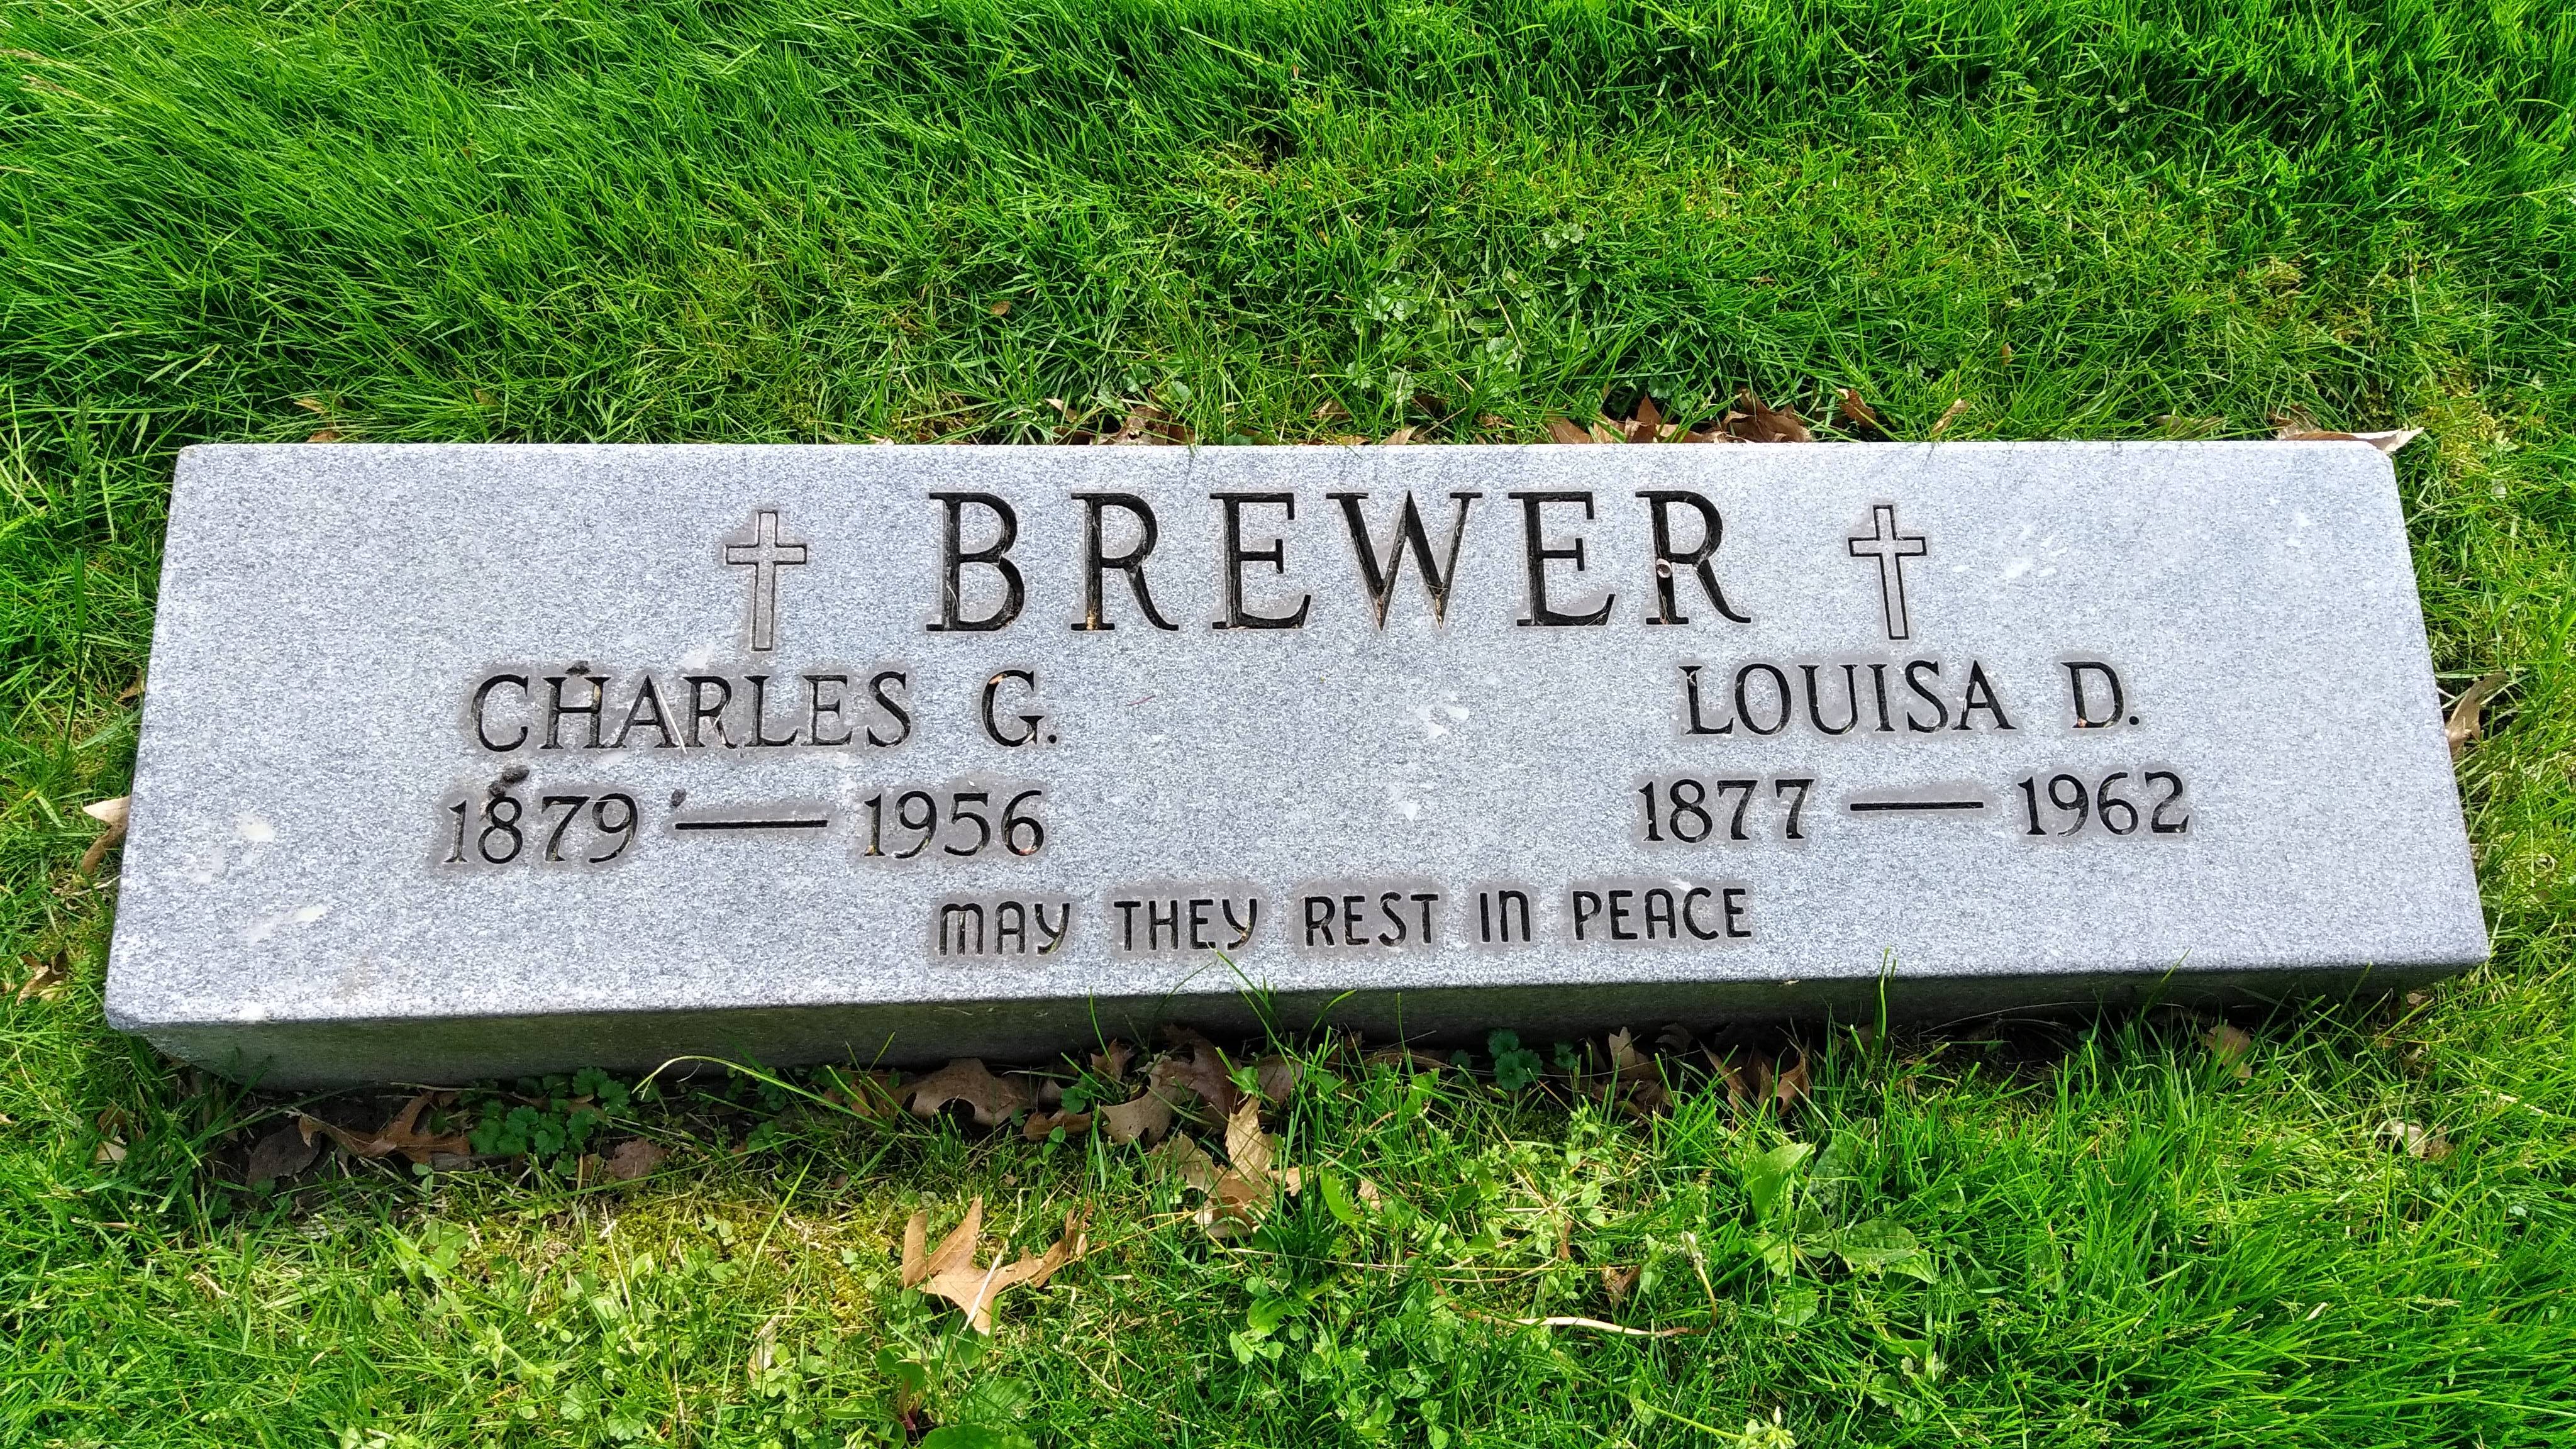 BREWER
CHARLES G. LOUISA D.
1879 — 1956 1877 — 1962
MAY THEY REST IN PEACE